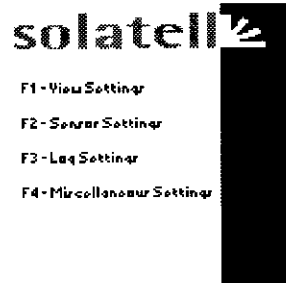 solatell
F1 - View Settings
F2 - Sensor Settings
F3 - Log Settings
F4 - Miscellaneous Settings